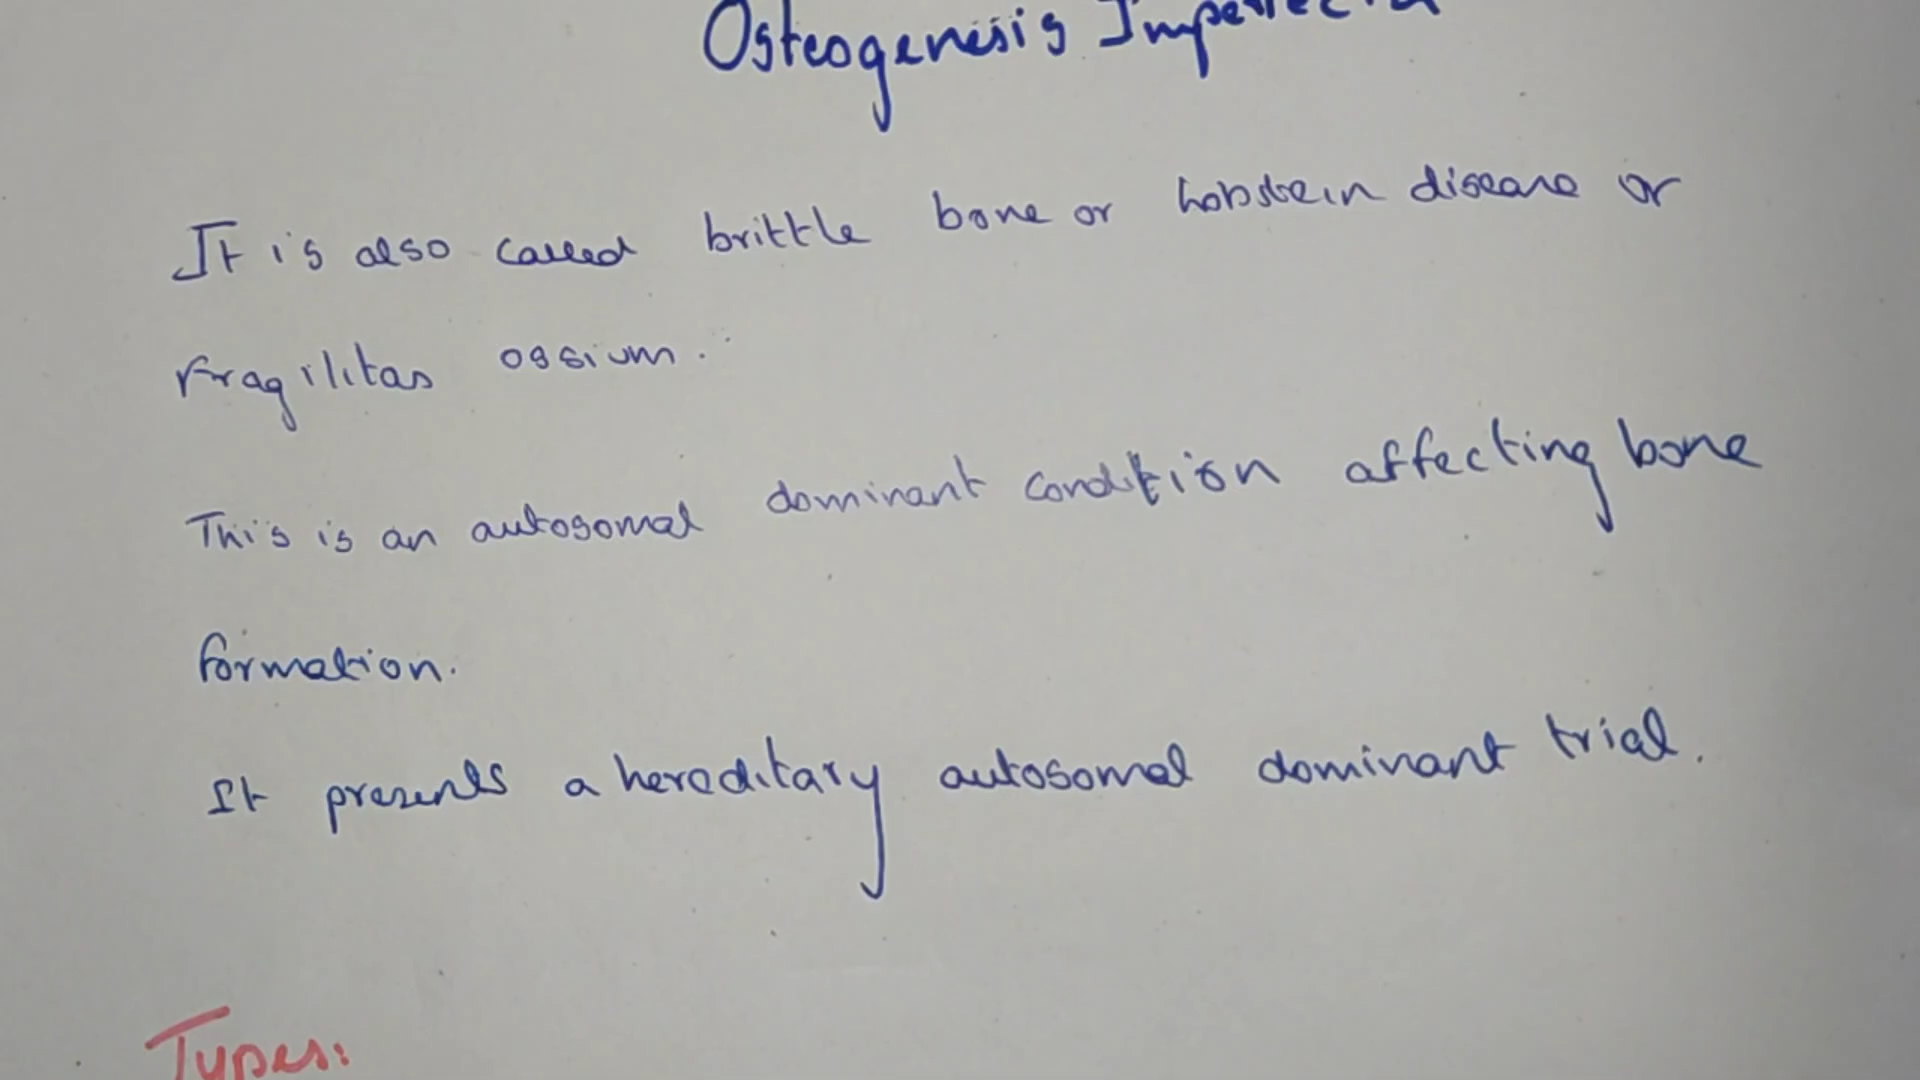 Osteogenesis Imperfecta
It is also called brittle bone or hobstein disease or
Fragilitas ossium.
This is an autosomal dominant condition affecting bone
formation.
It presents a hereditary autosomal dominant trial.
Types: